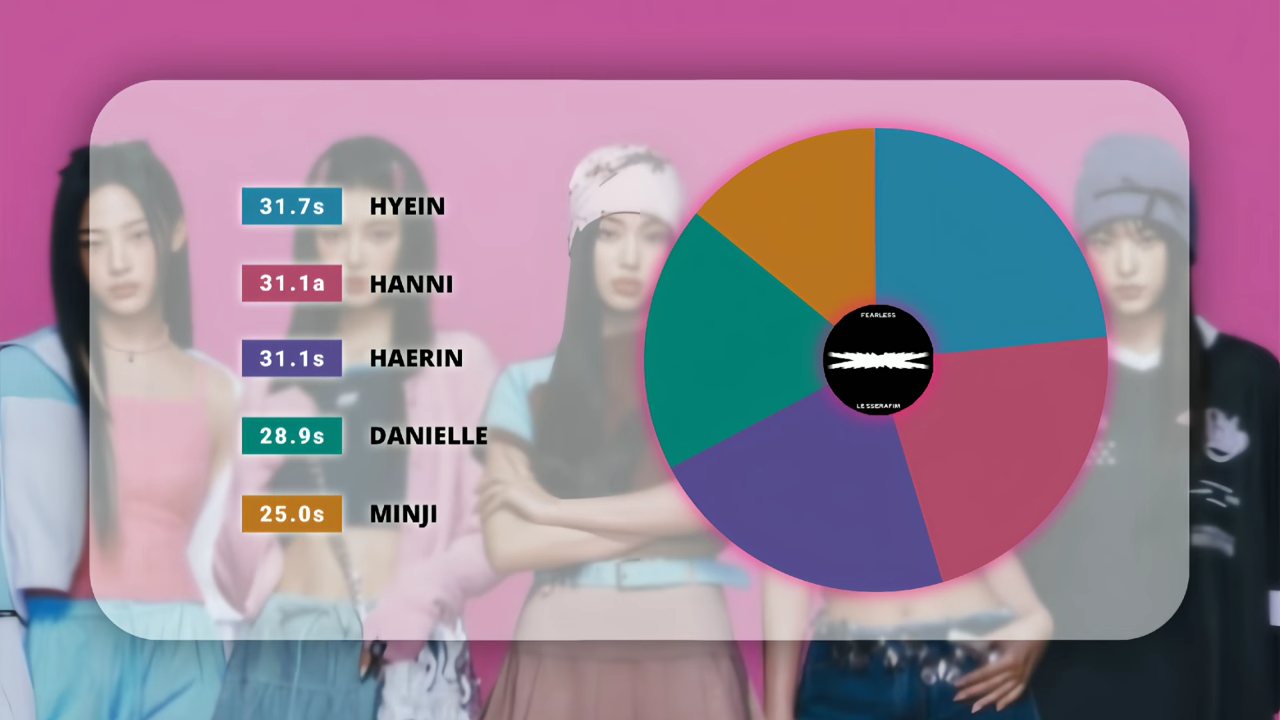 31.7s HYEIN
31.1a HANNI
31.1s HAERIN
28.9s DANIELLE
25.0s MINJI
FEARLESS
LE SSERAFIM